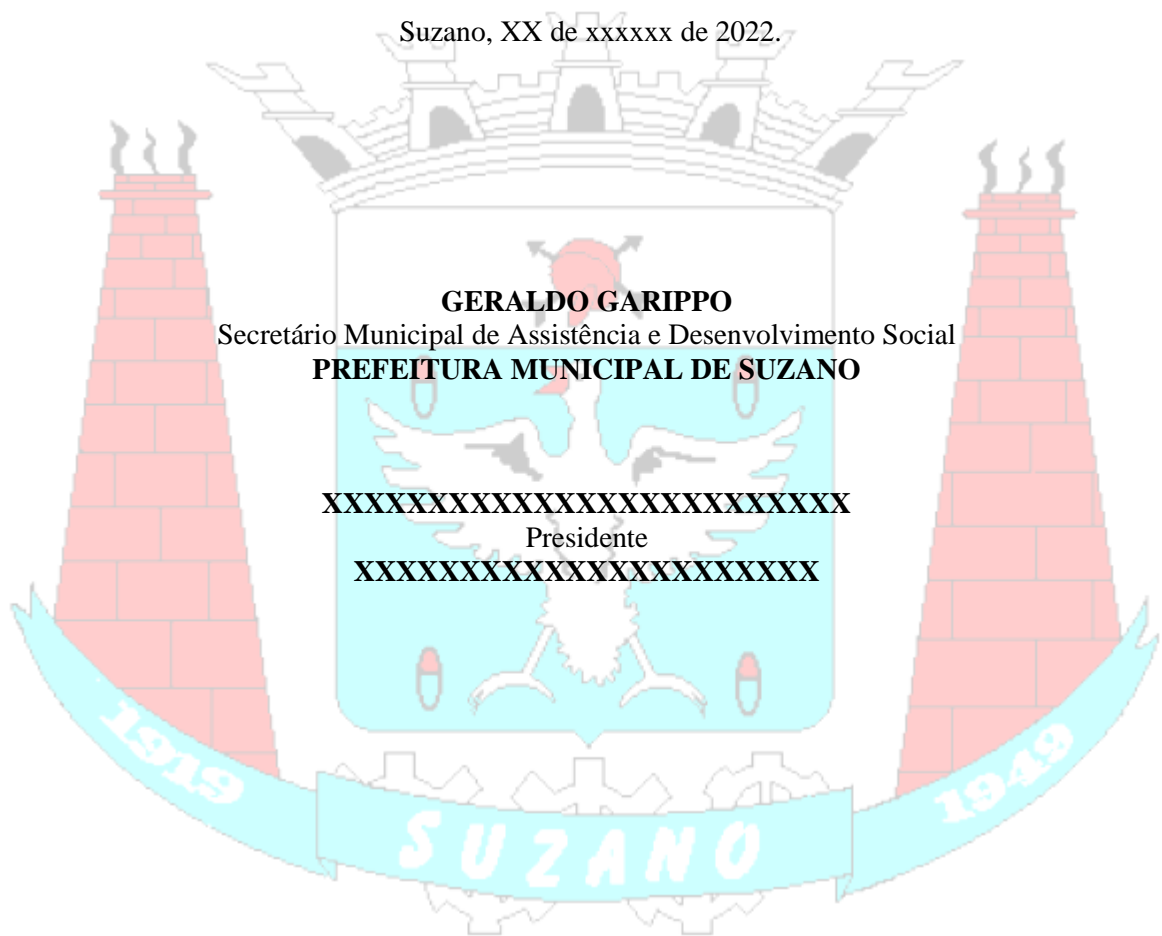 Suzano, XX de xxxxxx de 2022.
GERALDO GARIPPO
Secretário Municipal de Assistência e Desenvolvimento Social
PREFEITURA MUNICIPAL DE SUZANO
XXXXXXXXXXXXXXXXXXXXXXXXX
Presidente
XXXXXXXXXXXXXXXXXXXXXX
1919
SUZANO
1949